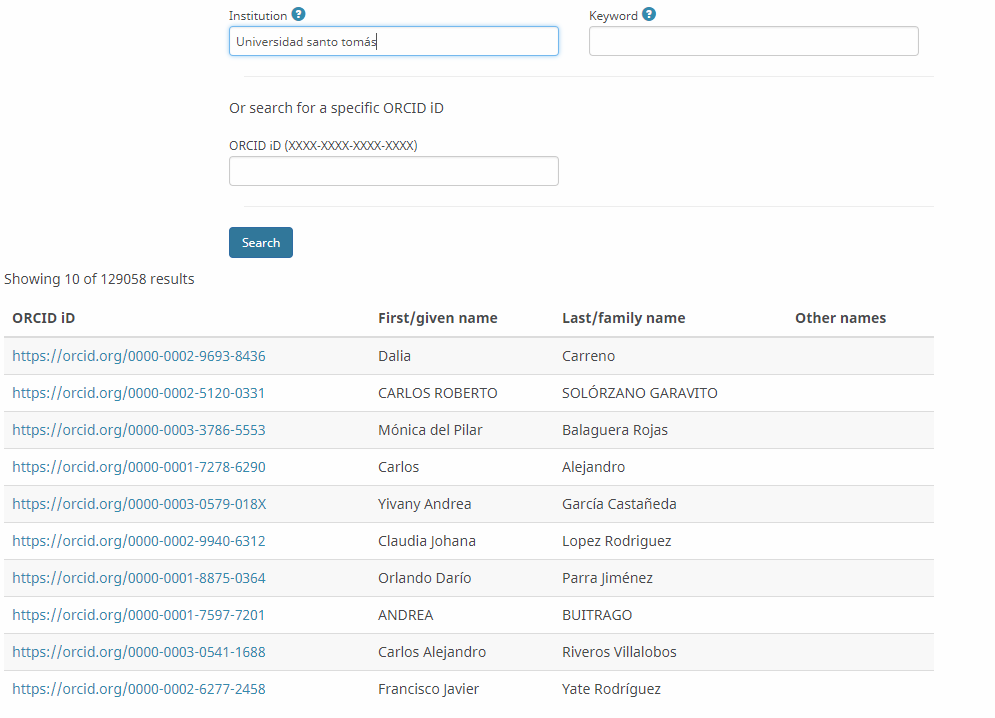 Institution ? Keyword ?
Universidad santo tomás
Or search for a specific ORCID iD
ORCID iD (XXXX-XXXX-XXXX-XXXX)
Search
Showing 10 of 129058 results
ORCID iD First/given name Last/family name Other names
https://orcid.org/0000-0002-9693-8436 Dalia Carreno
https://orcid.org/0000-0002-5120-0331 CARLOS ROBERTO SOLÓRZANO GARAVITO
https://orcid.org/0000-0003-3786-5553 Mónica del Pilar Balaguera Rojas
https://orcid.org/0000-0001-7278-6290 Carlos Alejandro
https://orcid.org/0000-0003-0579-018X Yivany Andrea García Castañeda
https://orcid.org/0000-0002-9940-6312 Claudia Johana Lopez Rodriguez
https://orcid.org/0000-0001-8875-0364 Orlando Darío Parra Jiménez
https://orcid.org/0000-0001-7597-7201 ANDREA BUITRAGO
https://orcid.org/0000-0003-0541-1688 Carlos Alejandro Riveros Villalobos
https://orcid.org/0000-0002-6277-2458 Francisco Javier Yate Rodríguez